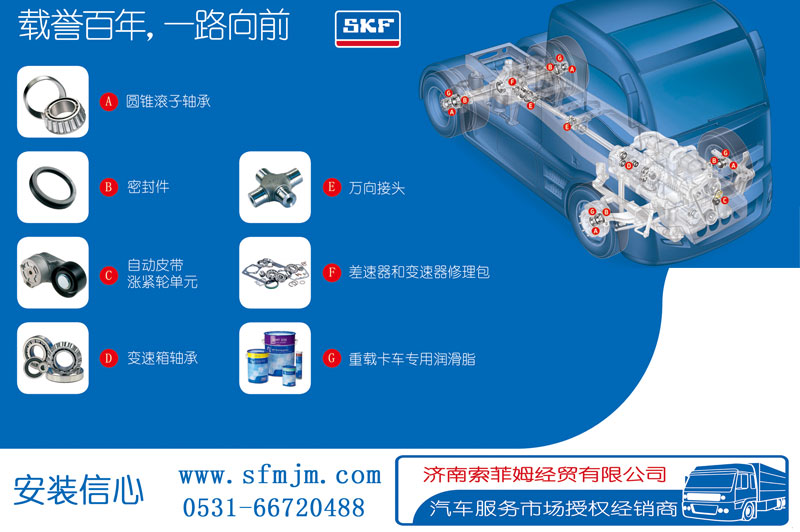 载誉百年,一路向前
SKF
A 圆锥滚子轴承
B 密封件
C 自动皮带
涨紧轮单元
D 变速箱轴承
E 万向接头
F 差速器和变速器修理包
G 重载卡车专用润滑脂
G
B
A
F
B
A
E
E
G
B
A
D
G
B
A
C
安装信心
www.sfmjm.com
0531-66720488
济南索菲姆经贸有限公司
汽车服务市场授权经销商